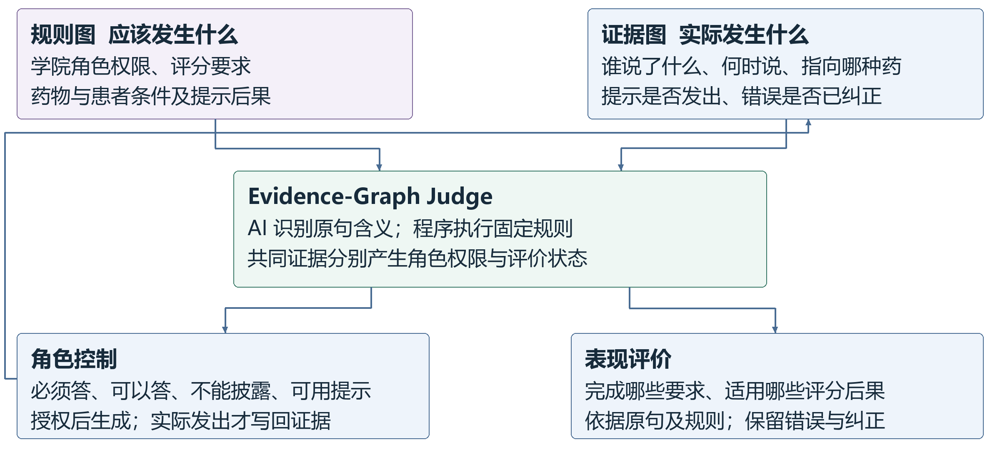 规则图 应该发生什么
学院角色权限、评分要求
药物与患者条件及提示后果
证据图 实际发生什么
谁说了什么、何时说、指向哪种药
提示是否发出、错误是否已纠正
Evidence-Graph Judge
AI 识别原句含义；程序执行固定规则
共同证据分别产生角色权限与评价状态
角色控制
必须答、可以答、不能披露、可用提示
授权后生成；实际发出才写回证据
表现评价
完成哪些要求、适用哪些评分后果
依据原句及规则；保留错误与纠正